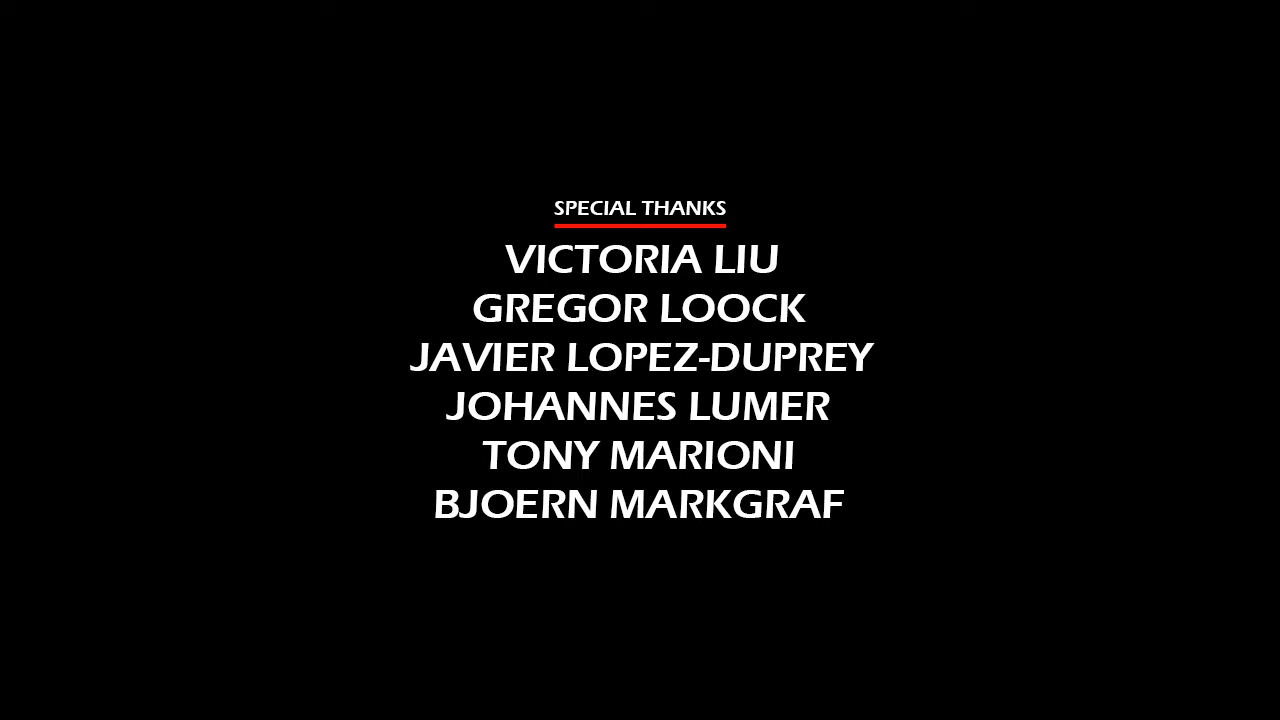 SPECIAL THANKS
VICTORIA LIU
GREGOR LOOCK
JAVIER LOPEZ-DUPREY
JOHANNES LUMER
TONY MARIONI
BJOERN MARKGRAF